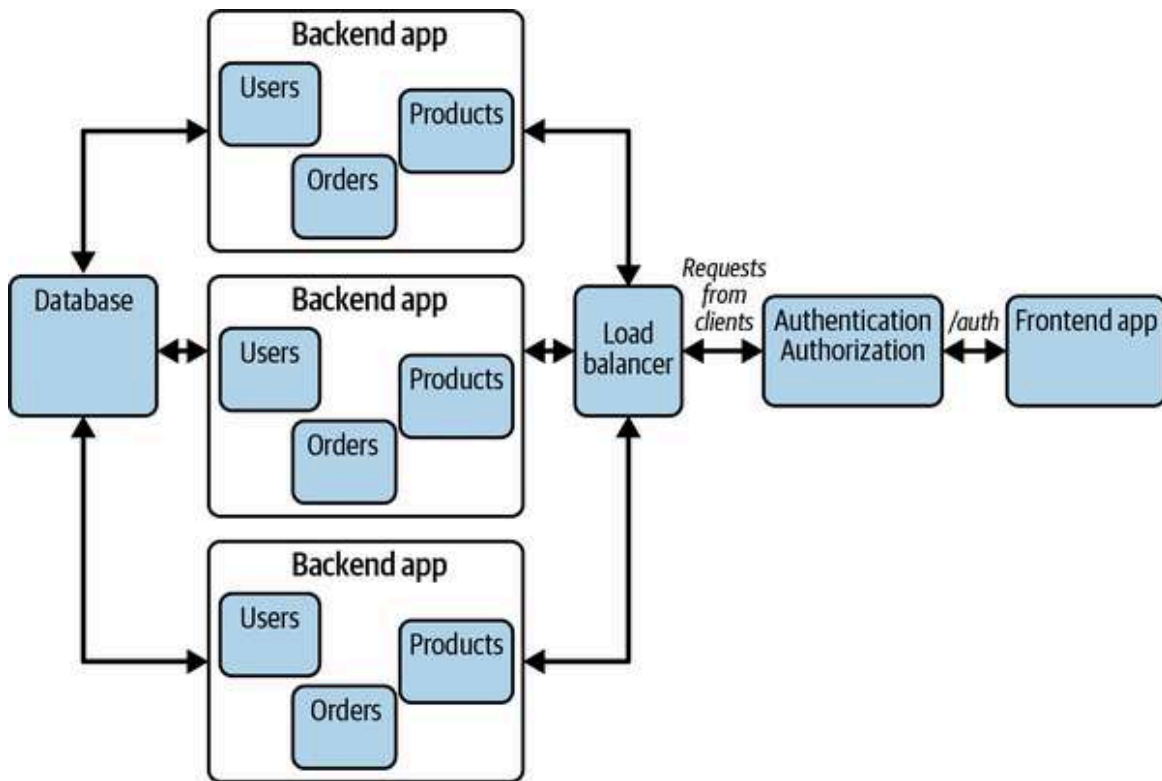 Backend app
Users
Products
Orders
Database
Backend app
Users
Products
Orders
Load
balancer
Requests
from
clients
Authentication
Authorization
/auth
Frontend app
Backend app
Users
Products
Orders